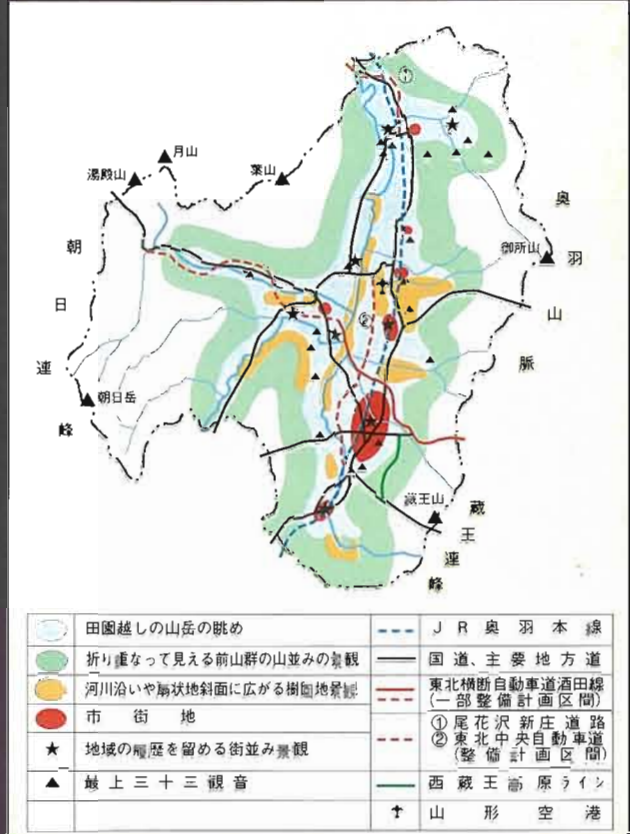 ①
月山
湯殿山
葉山
奥羽山脈
朝日連峰
御所山
②
朝日岳
蔵王山
蔵王連峰
田園越しの山岳の眺め
折り重なって見える前山群の山並みの景観
河川沿いや扇状地斜面に広がる樹園地景観
市街地
★ 地域の履歴を留める街並み景観
▲ 最上三十三観音
JR奥羽本線
国道、主要地方道
東北横断自動車道酒田線
(一部整備計画区間)
①尾花沢新庄道路
②東北中央自動車道
(整備計画区間)
西蔵王高原ライン
山形空港